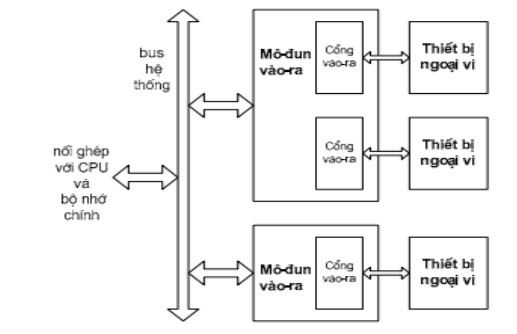 bus
hệ
thống
nối ghép
với CPU
và
bộ nhớ
chính
Mô-đun
vào-ra
Cổng
vào-ra
Thiết bị
ngoại vi
Cổng
vào-ra
Thiết bị
ngoại vi
Mô-đun
vào-ra
Cổng
vào-ra
Thiết bị
ngoại vi